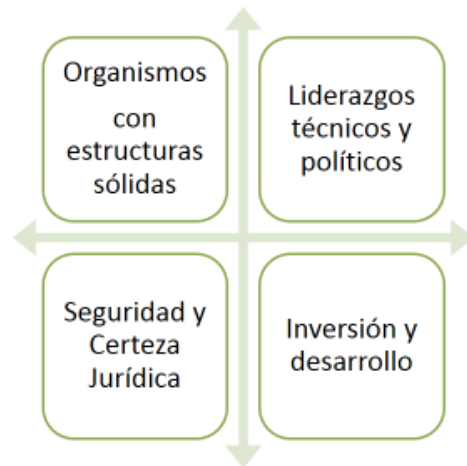 Organismos
con
estructuras
sólidas
Liderazgos
técnicos y
políticos
Seguridad y
Certeza
Jurídica
Inversión y
desarrollo